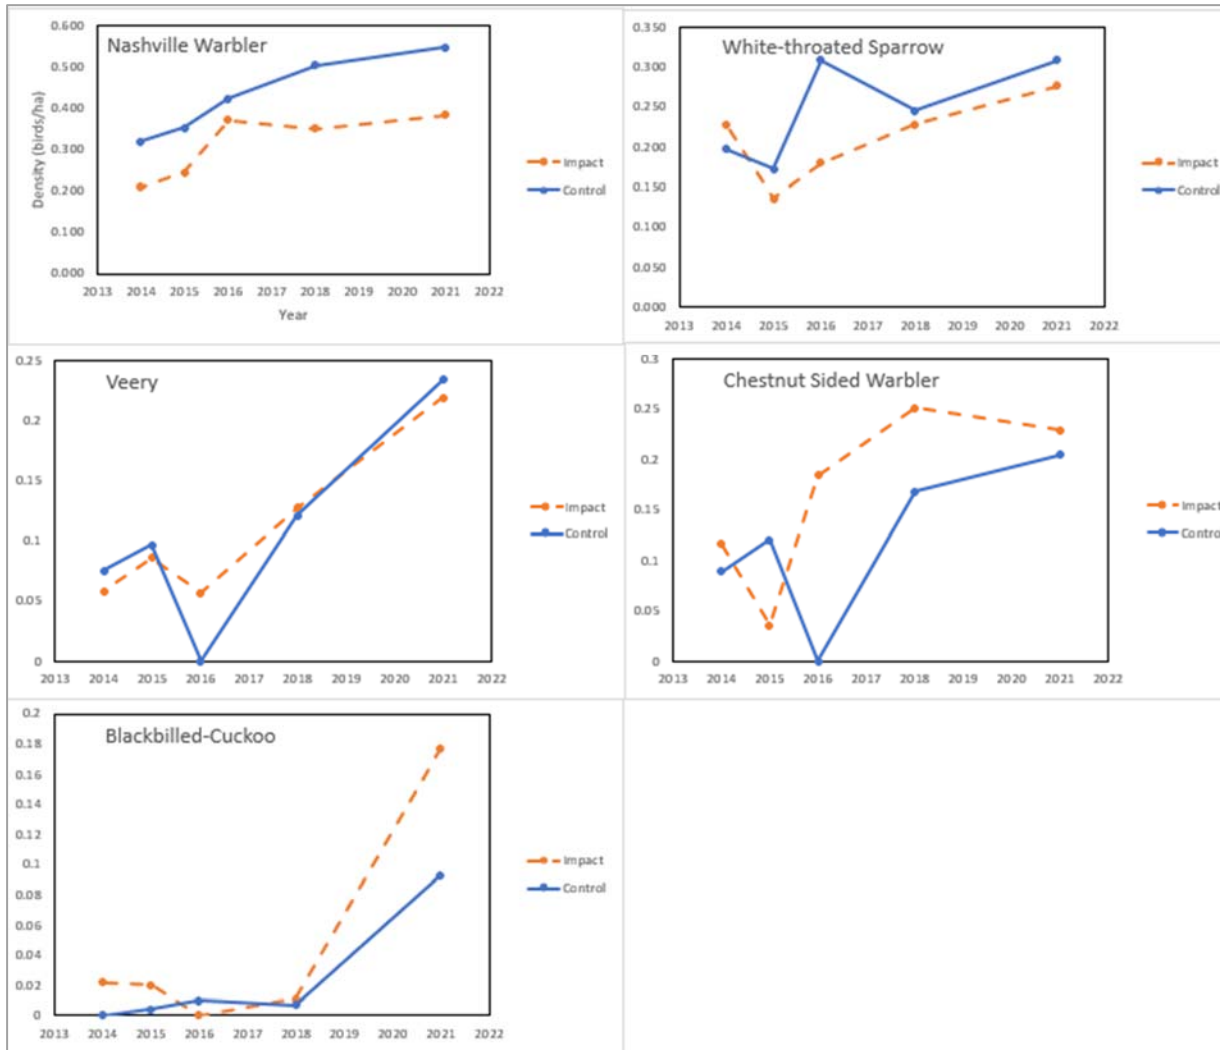 Nashville Warbler
0.600
0.500
0.400
0.300
0.200
0.100
0.000
Density (birds/ha)
2013 2014 2015 2016 2017 2018 2019 2020 2021 2022
Year
Impact
Control
White-throated Sparrow
0.350
0.300
0.250
0.200
0.150
0.100
0.050
0.000
2013 2014 2015 2016 2017 2018 2019 2020 2021 2022
Impact
Control
Veery
0.25
0.2
0.15
0.1
0.05
0
2013 2014 2015 2016 2017 2018 2019 2020 2021 2022
Impact
Control
Chestnut Sided Warbler
0.3
0.25
0.2
0.15
0.1
0.05
0
2013 2014 2015 2016 2017 2018 2019 2020 2021 2022
Impact
Control
Blackbilled-Cuckoo
0.2
0.18
0.16
0.14
0.12
0.1
0.08
0.06
0.04
0.02
0
2013 2014 2015 2016 2017 2018 2019 2020 2021 2022
Impact
Control